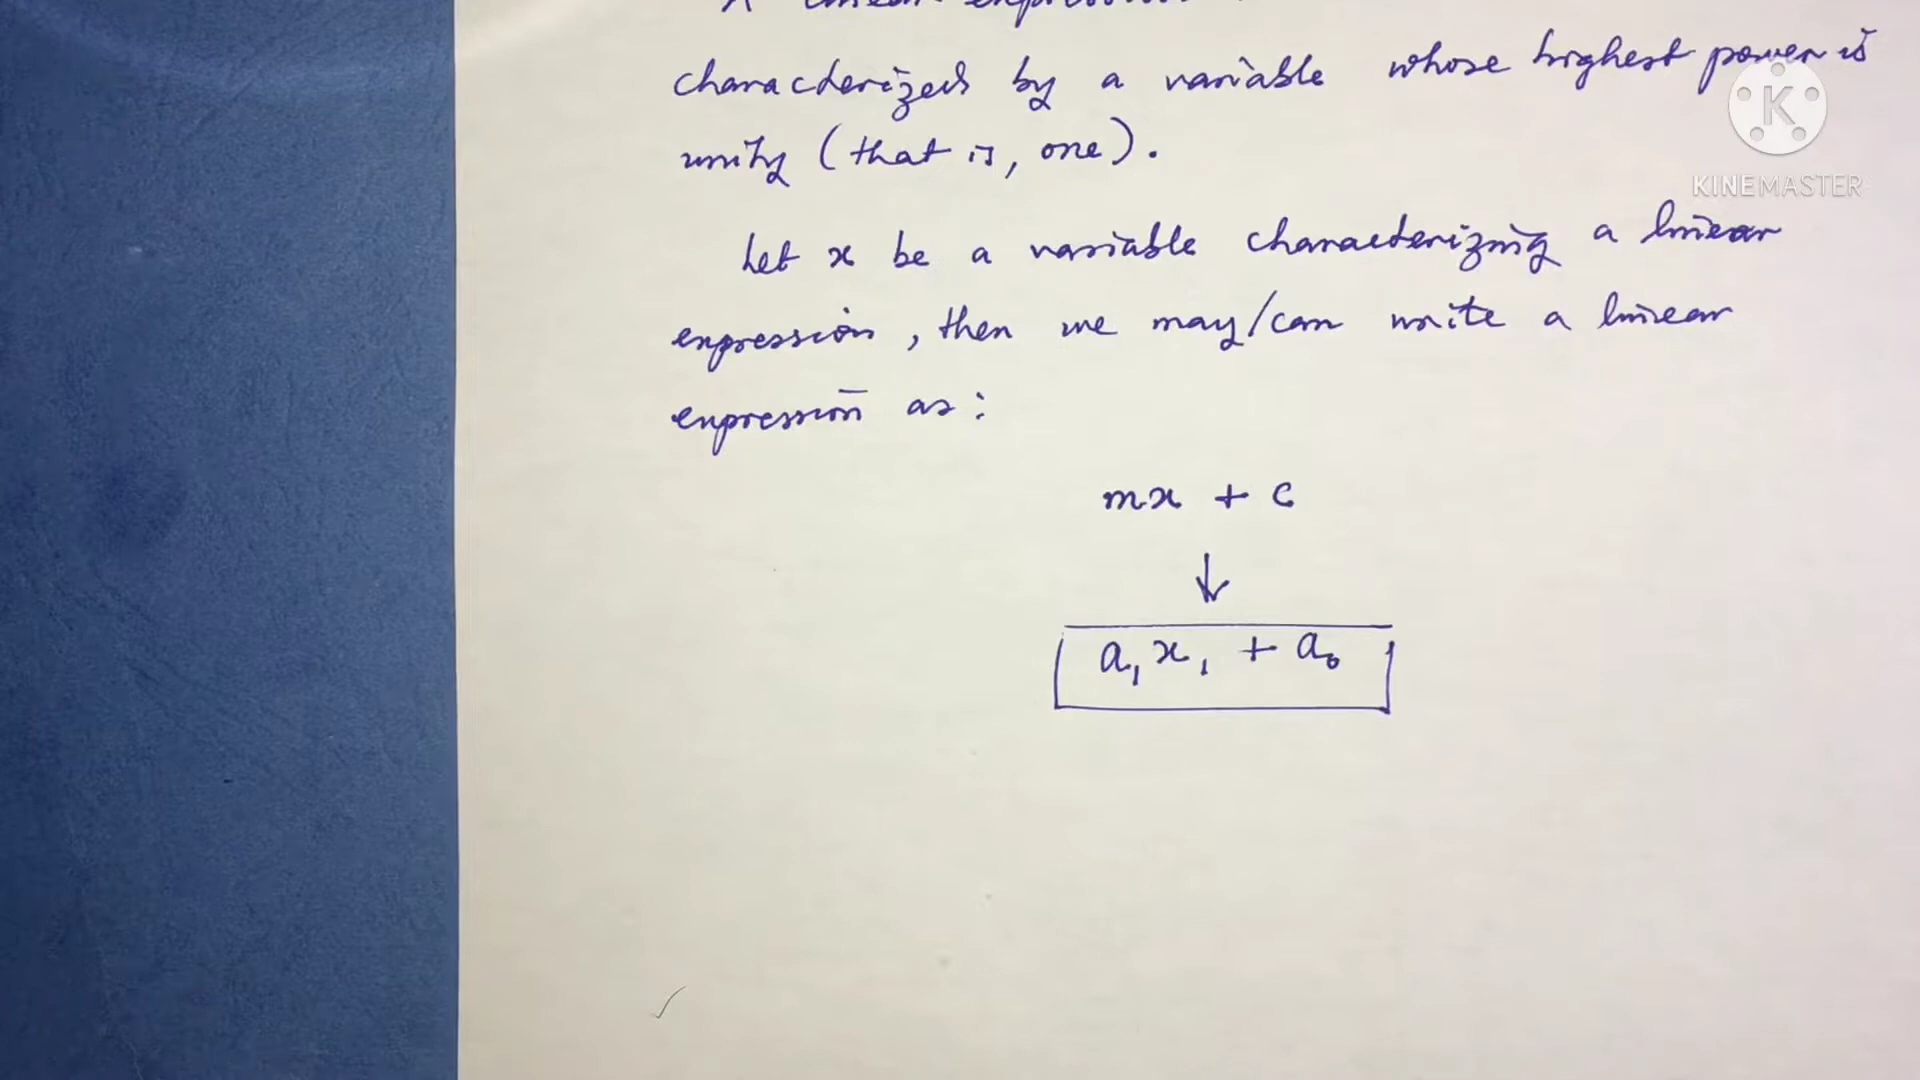 characterized by a variable whose highest power is
unity (that is, one).
Let x be a variable characterizing a linear
expression, then we may/can write a linear
expression as:
mx + c
↓
a₁x₁ + a₀
K
KINEMASTER